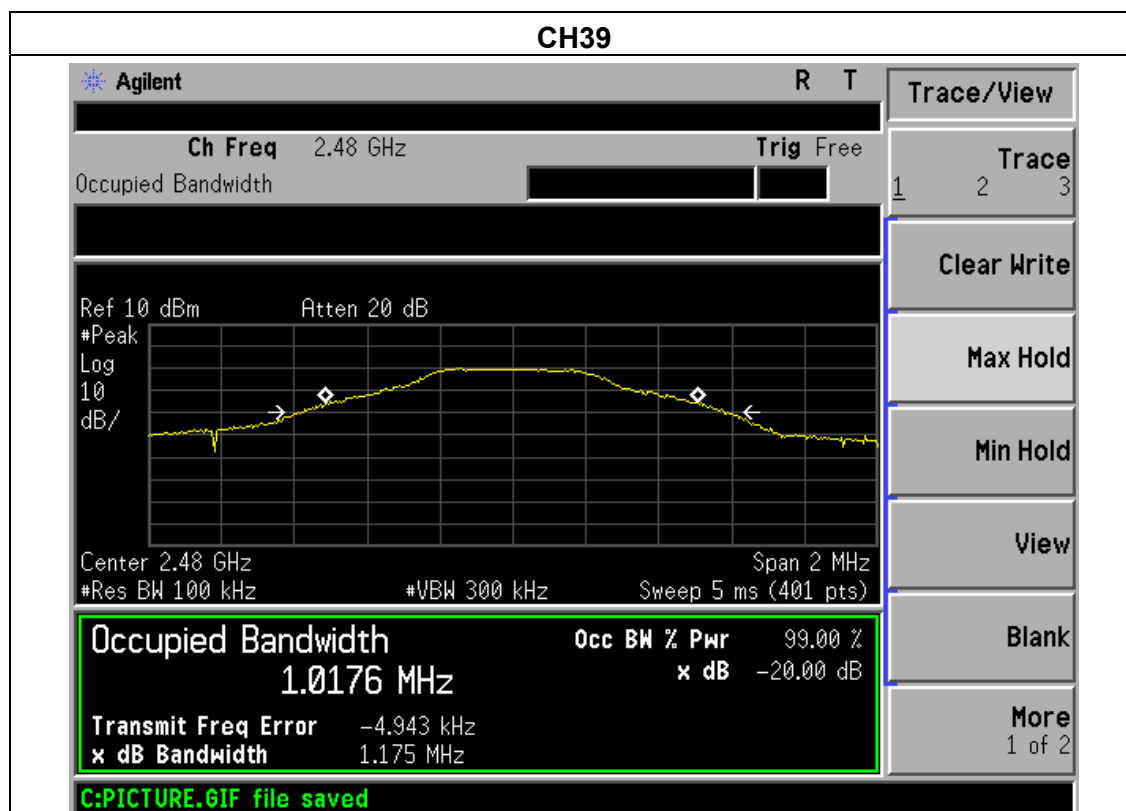 CH39
Agilent R T
Trace/View
Ch Freq 2.48 GHz Trig Free
Occupied Bandwidth
Trace
1 2 3
Clear Write
Ref 10 dBm Atten 20 dB
#Peak
Log
10
dB/
Max Hold
Min Hold
View
Center 2.48 GHz Span 2 MHz
#Res BW 100 kHz #VBW 300 kHz Sweep 5 ms (401 pts)
Occupied Bandwidth Occ BW % Pwr 99.00 %
1.0176 MHz x dB -20.00 dB
Blank
Transmit Freq Error -4.943 kHz
x dB Bandwidth 1.175 MHz
More
1 of 2
C:PICTURE.GIF file saved